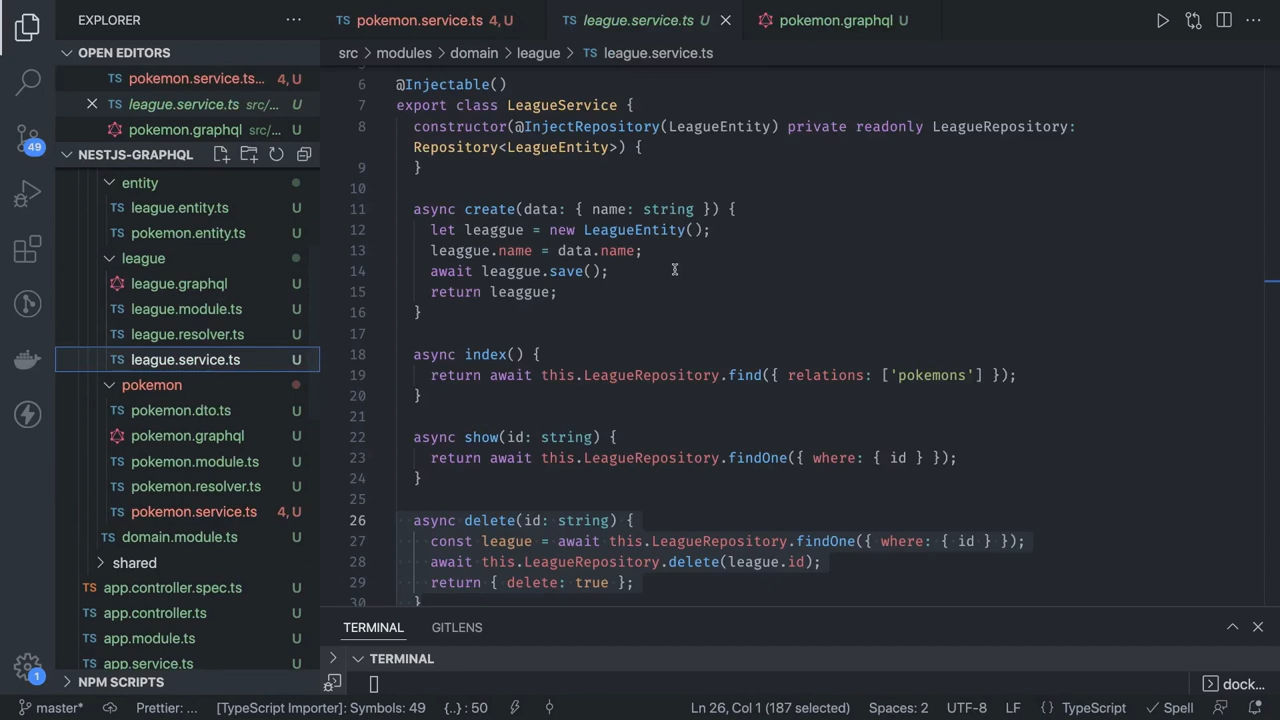 EXPLORER
OPEN EDITORS
TS pokemon.service.ts... 4, U
TS league.service.ts src/... U
pokemon.graphql src/... U
49
NESTJS-GRAPHQL
entity
TS league.entity.ts U
TS pokemon.entity.ts U
league
league.graphql U
TS league.module.ts U
TS league.resolver.ts U
TS league.service.ts U
pokemon
TS pokemon.dto.ts U
pokemon.graphql U
TS pokemon.module.ts U
TS pokemon.resolver.ts U
TS pokemon.service.ts 4, U
TS domain.module.ts U
shared
TS app.controller.spec.ts U
TS app.controller.ts U
TS app.module.ts U
TS app.service.ts U
NPM SCRIPTS
1
TS pokemon.service.ts 4, U
TS league.service.ts U
pokemon.graphql U
src > modules > domain > league > TS league.service.ts
6 @Injectable()
7 export class LeagueService {
8 constructor(@InjectRepository(LeagueEntity) private readonly LeagueRepository:
Repository<LeagueEntity>) {
9 }
10
11 async create(data: { name: string }) {
12 let leaggue = new LeagueEntity();
13 leaggue.name = data.name;
14 await leaggue.save();
15 return leaggue;
16 }
17
18 async index() {
19 return await this.LeagueRepository.find({ relations: ['pokemons'] });
20 }
21
22 async show(id: string) {
23 return await this.LeagueRepository.findOne({ where: { id } });
24 }
25
26 async delete(id: string) {
27 const league = await this.LeagueRepository.findOne({ where: { id } });
28 await this.LeagueRepository.delete(league.id);
29 return { delete: true };
30 }
TERMINAL GITLENS
TERMINAL
dock...
master* Prettier: ... [TypeScript Importer]: Symbols: 49 {..} : 50 Ln 26, Col 1 (187 selected) Spaces: 2 UTF-8 LF {} TypeScript Spell